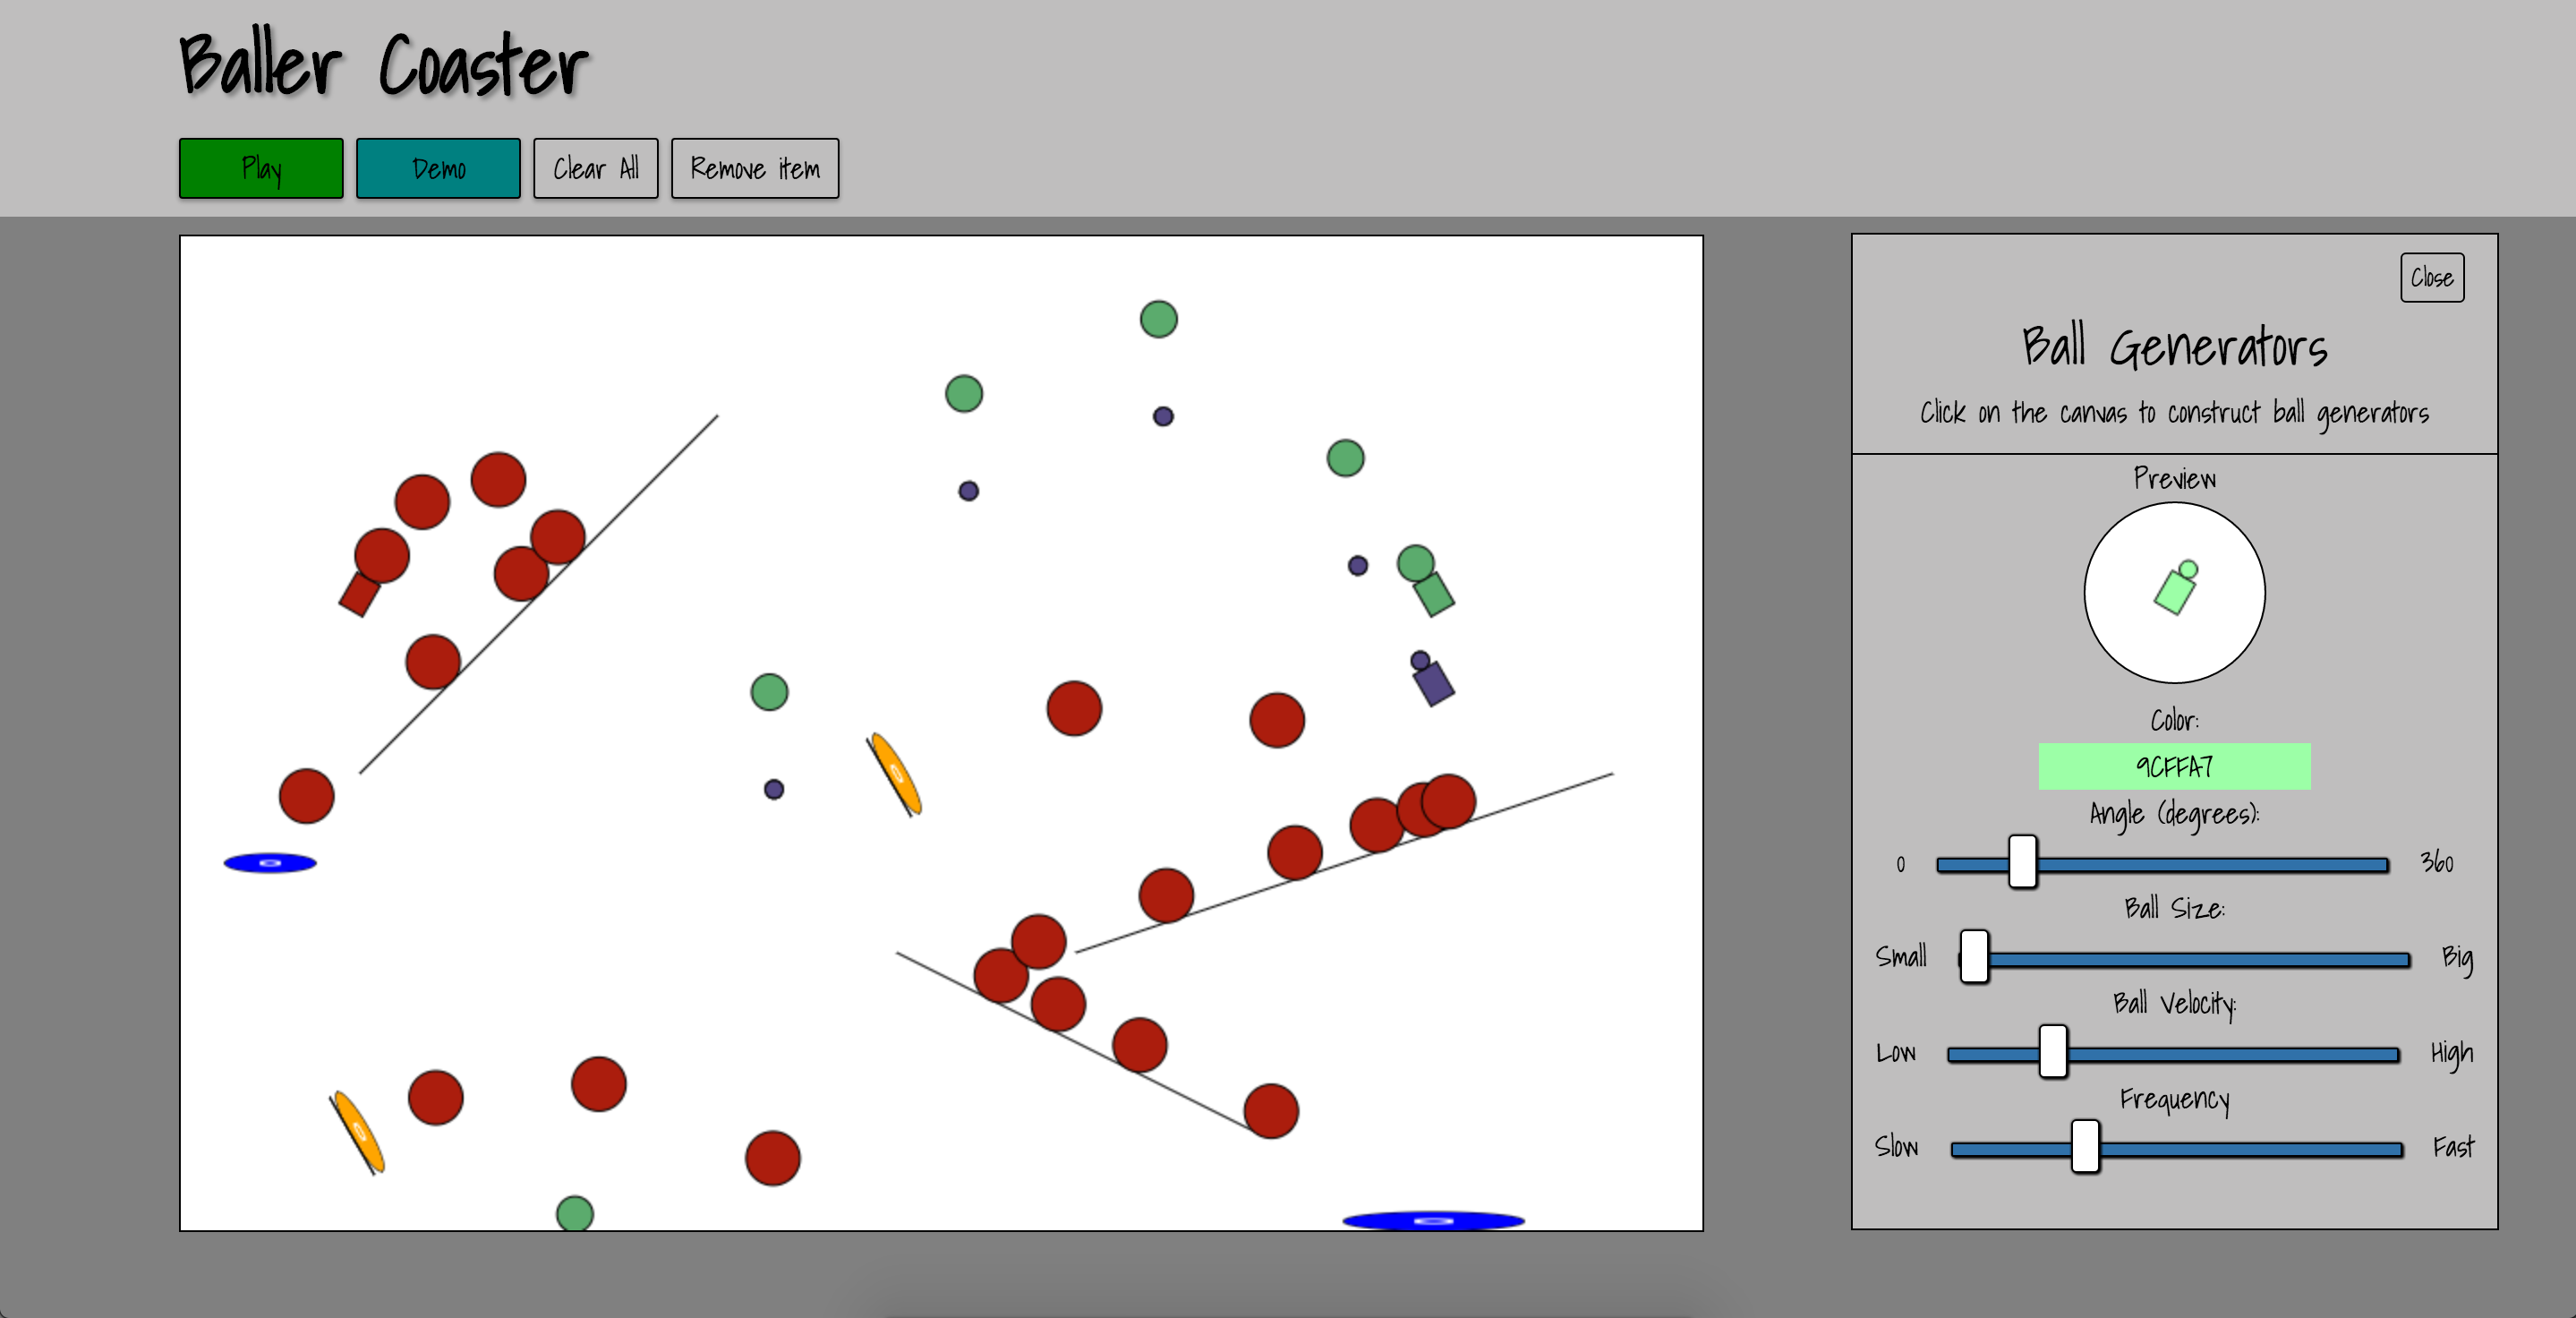 Baller Coaster
Play
Demo
Clear All
Remove item
Close
Ball Generators
Click on the canvas to construct ball generators
Preview
Color:
9CFFA7
Angle (degrees):
0
360
Ball Size:
Small
Big
Ball Velocity:
Low
High
Frequency
Slow
Fast